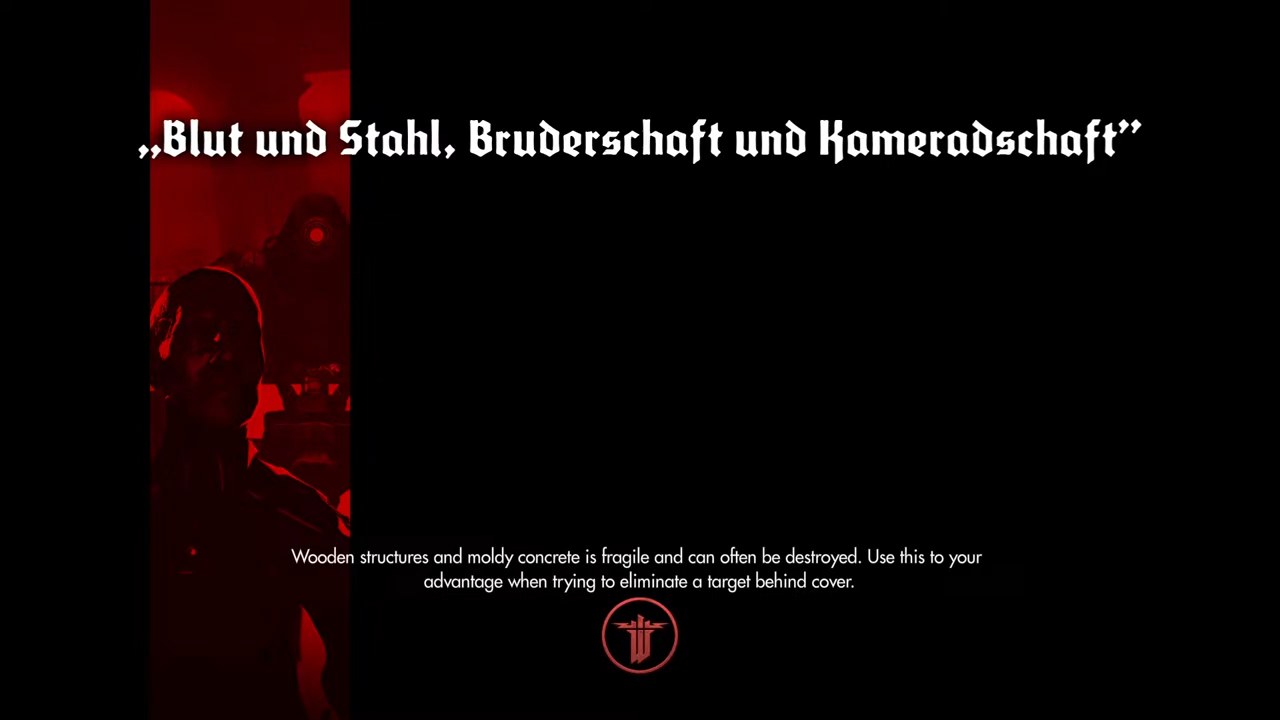 „Blut und Stahl, Bruderschaft und Kameradschaft”
Wooden structures and moldy concrete is fragile and can often be destroyed. Use this to your
advantage when trying to eliminate a target behind cover.